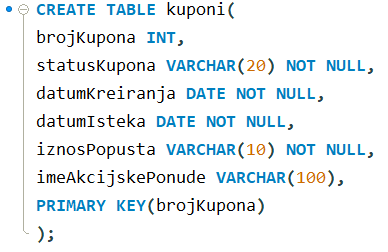 CREATE TABLE kuponi(
brojKupona INT,
statusKupona VARCHAR(20) NOT NULL,
datumKreiranja DATE NOT NULL,
datumIsteka DATE NOT NULL,
iznosPopusta VARCHAR(10) NOT NULL,
imeAkcijskePonude VARCHAR(100),
PRIMARY KEY(brojKupona)
);